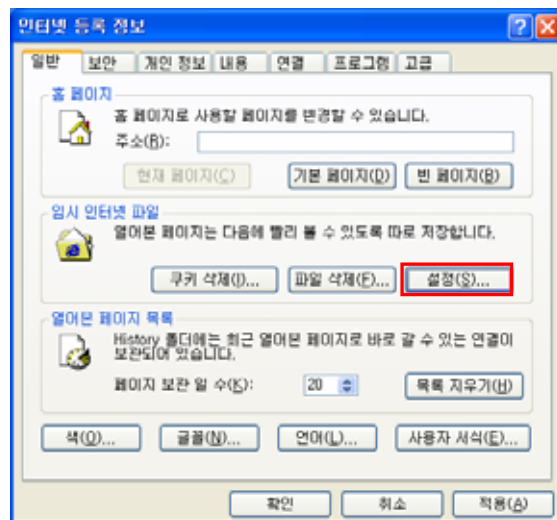 인터넷 등록 정보
일반 보안 개인 정보 내용 연결 프로그램 고급
홈 페이지
홈 페이지로 사용할 페이지를 변경할 수 있습니다.
주소(R):
현재 페이지(C) 기본 페이지(D) 빈 페이지(B)
임시 인터넷 파일
열어본 페이지는 다음에 빨리 볼 수 있도록 따로 저장합니다.
쿠키 삭제(I)... 파일 삭제(F)... 설정(S)...
열어본 페이지 목록
History 폴더에는 최근 열어본 페이지로 바로 갈 수 있는 연결이
보관되어 있습니다.
페이지 보관 일 수(K): 20 목록 지우기(H)
색(O)... 글꼴(N)... 언어(L)... 사용자 서식(E)...
확인 취소 적용(A)